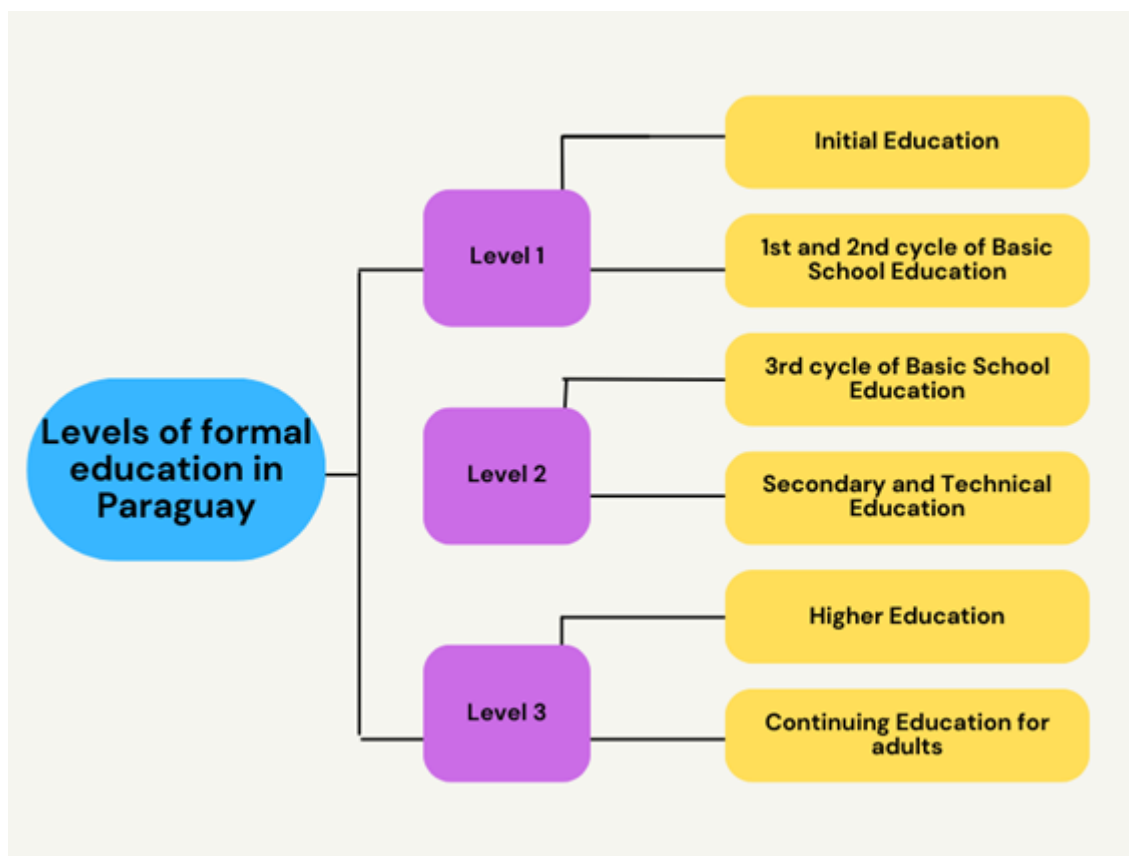 Initial Education
Level 1
1st and 2nd cycle of Basic
School Education
3rd cycle of Basic School
Education
Levels of formal
education in
Paraguay
Level 2
Secondary and Technical
Education
Higher Education
Level 3
Continuing Education for
adults